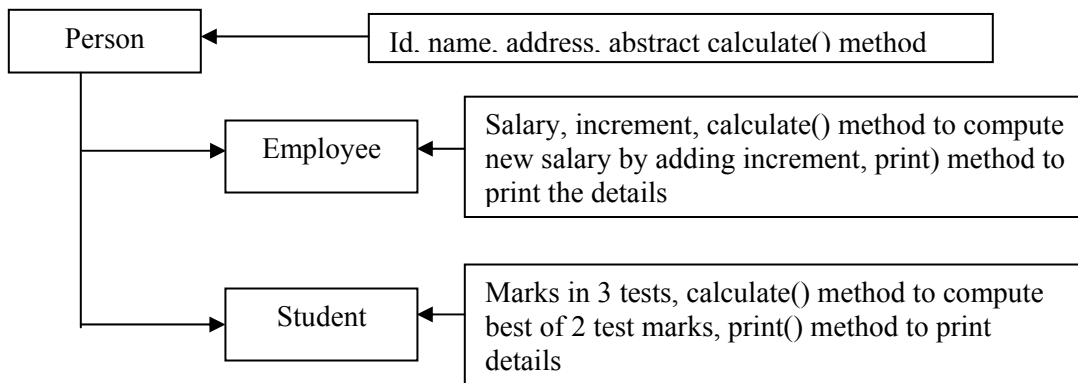 Person
Id, name, address, abstract calculate() method
Employee
Salary, increment, calculate() method to compute
new salary by adding increment, print) method to
print the details
Student
Marks in 3 tests, calculate() method to compute
best of 2 test marks, print() method to print
details